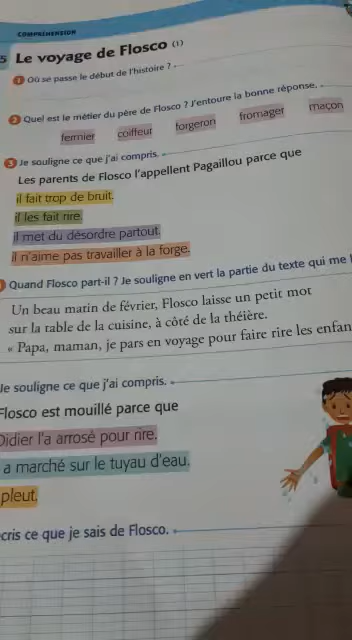 COMPRÉHENSION
5 Le voyage de Flosco (1)
1 Où se passe le début de l'histoire ?
2 Quel est le métier du père de Flosco ? J'entoure la bonne réponse.
fermier coiffeur forgeron fromager maçon
3 Je souligne ce que j'ai compris.
Les parents de Flosco l'appellent Pagaillou parce que
il fait trop de bruit.
il les fait rire.
il met du désordre partout.
il n'aime pas travailler à la forge.
Quand Flosco part-il ? Je souligne en vert la partie du texte qui me
Un beau matin de février, Flosco laisse un petit mot
sur la table de la cuisine, à côté de la théière.
« Papa, maman, je pars en voyage pour faire rire les enfan
Je souligne ce que j'ai compris.
Flosco est mouillé parce que
Didier l'a arrosé pour rire.
a marché sur le tuyau d'eau.
pleut.
cris ce que je sais de Flosco.